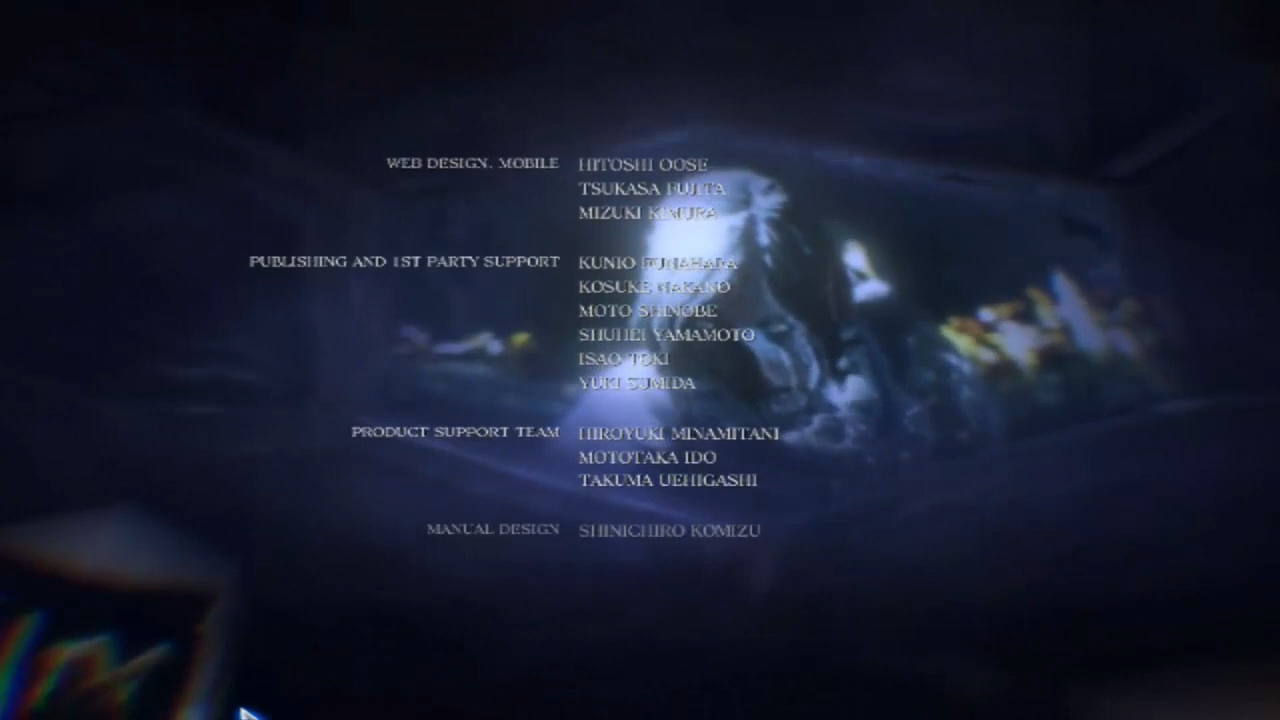 WEB DESIGN, MOBILE HITOSHI OOSE
TSUKASA FUJITA
MIZUKI KIMURA
PUBLISHING AND 1ST PARTY SUPPORT KUNIO FUNAHARA
KOSUKE NAKANO
MOTO SHINOBE
SHUHEI YAMAMOTO
ISAO TOKI
YUKI SUMIDA
PRODUCT SUPPORT TEAM HIROYUKI MINAMITANI
MOTOTAKA IDO
TAKUMA UEHIGASHI
MANUAL DESIGN SHINICHIRO KOMIZU